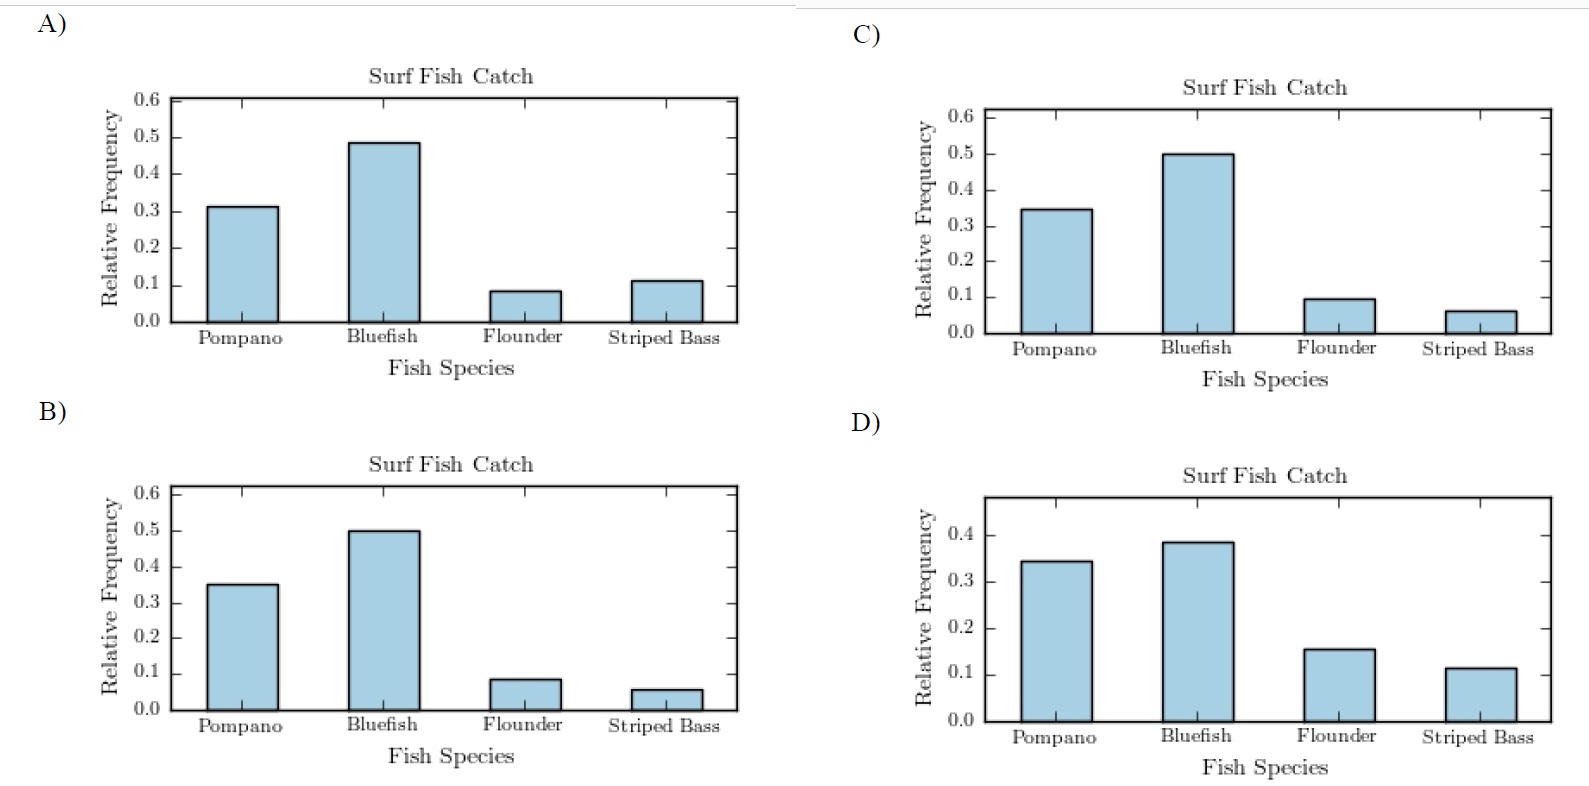 A)
Surf Fish Catch
Relative Frequency
0.6
0.5
0.4
0.3
0.2
0.1
0.0
Pompano Bluefish Flounder Striped Bass
Fish Species
B)
Surf Fish Catch
Relative Frequency
0.6
0.5
0.4
0.3
0.2
0.1
0.0
Pompano Bluefish Flounder Striped Bass
Fish Species
C)
Surf Fish Catch
Relative Frequency
0.6
0.5
0.4
0.3
0.2
0.1
0.0
Pompano Bluefish Flounder Striped Bass
Fish Species
D)
Surf Fish Catch
Relative Frequency
0.4
0.3
0.2
0.1
0.0
Pompano Bluefish Flounder Striped Bass
Fish Species